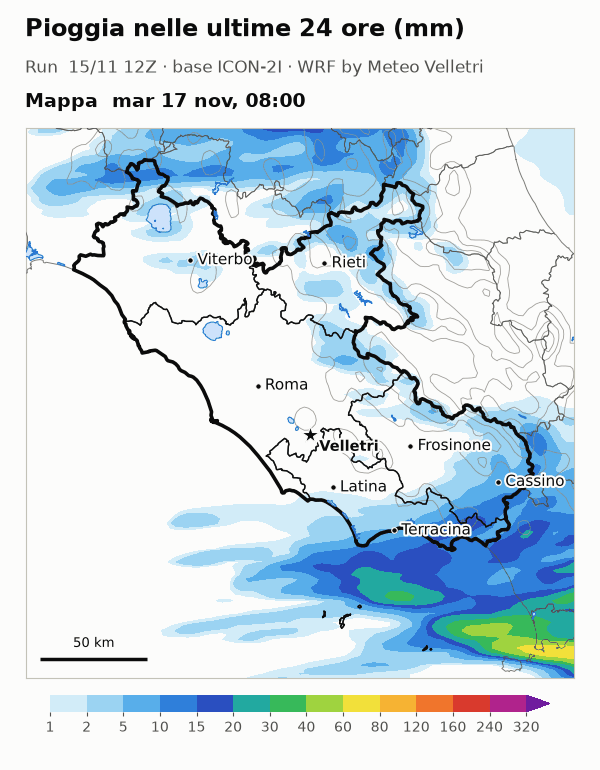 Pioggia nelle ultime 24 ore (mm)
Run 15/11 12Z · base ICON-2I · WRF by Meteo Velletri
Mappa mar 17 nov, 08:00
Viterbo
Rieti
Roma
Velletri
Frosinone
Cassino
Latina
Terracina
50 km
1 2 5 10 15 20 30 40 60 80 120 160 240 320